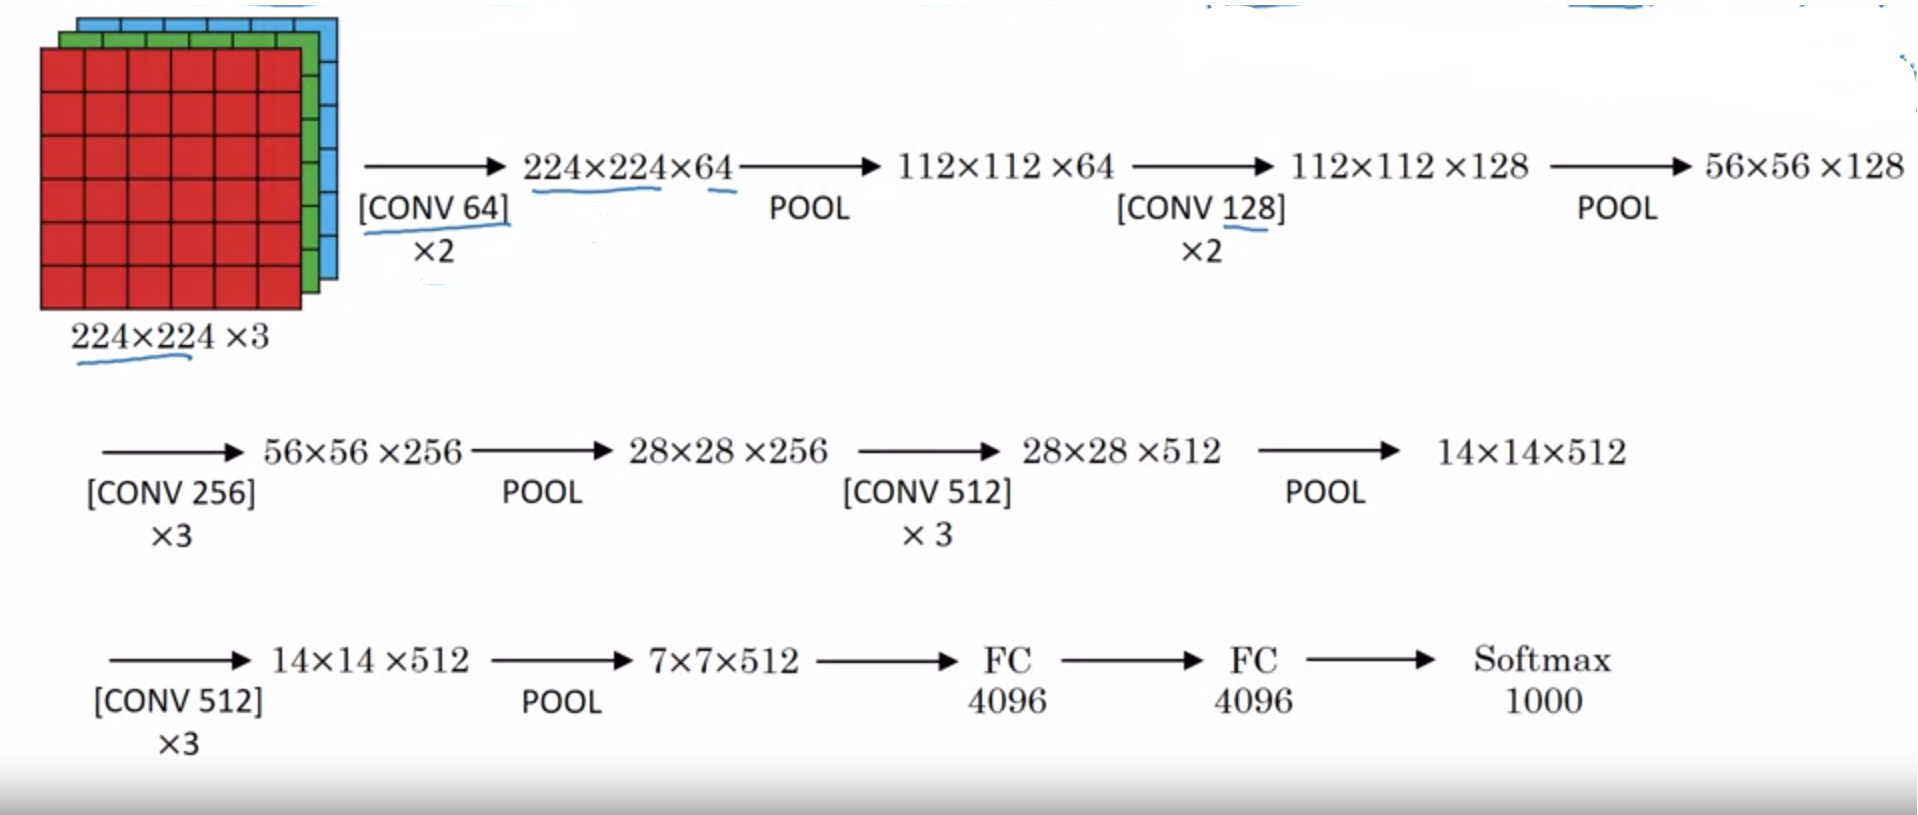 224×224×64 112×112 ×64 112×112 ×128 56×56 ×128
[CONV 64] POOL [CONV 128] POOL
×2 ×2
224×224 ×3
56×56 ×256 28×28 ×256 28×28 ×512 14×14×512
[CONV 256] POOL [CONV 512] POOL
×3 × 3
14×14 ×512 7×7×512 FC FC Softmax
[CONV 512] POOL 4096 4096 1000
×3